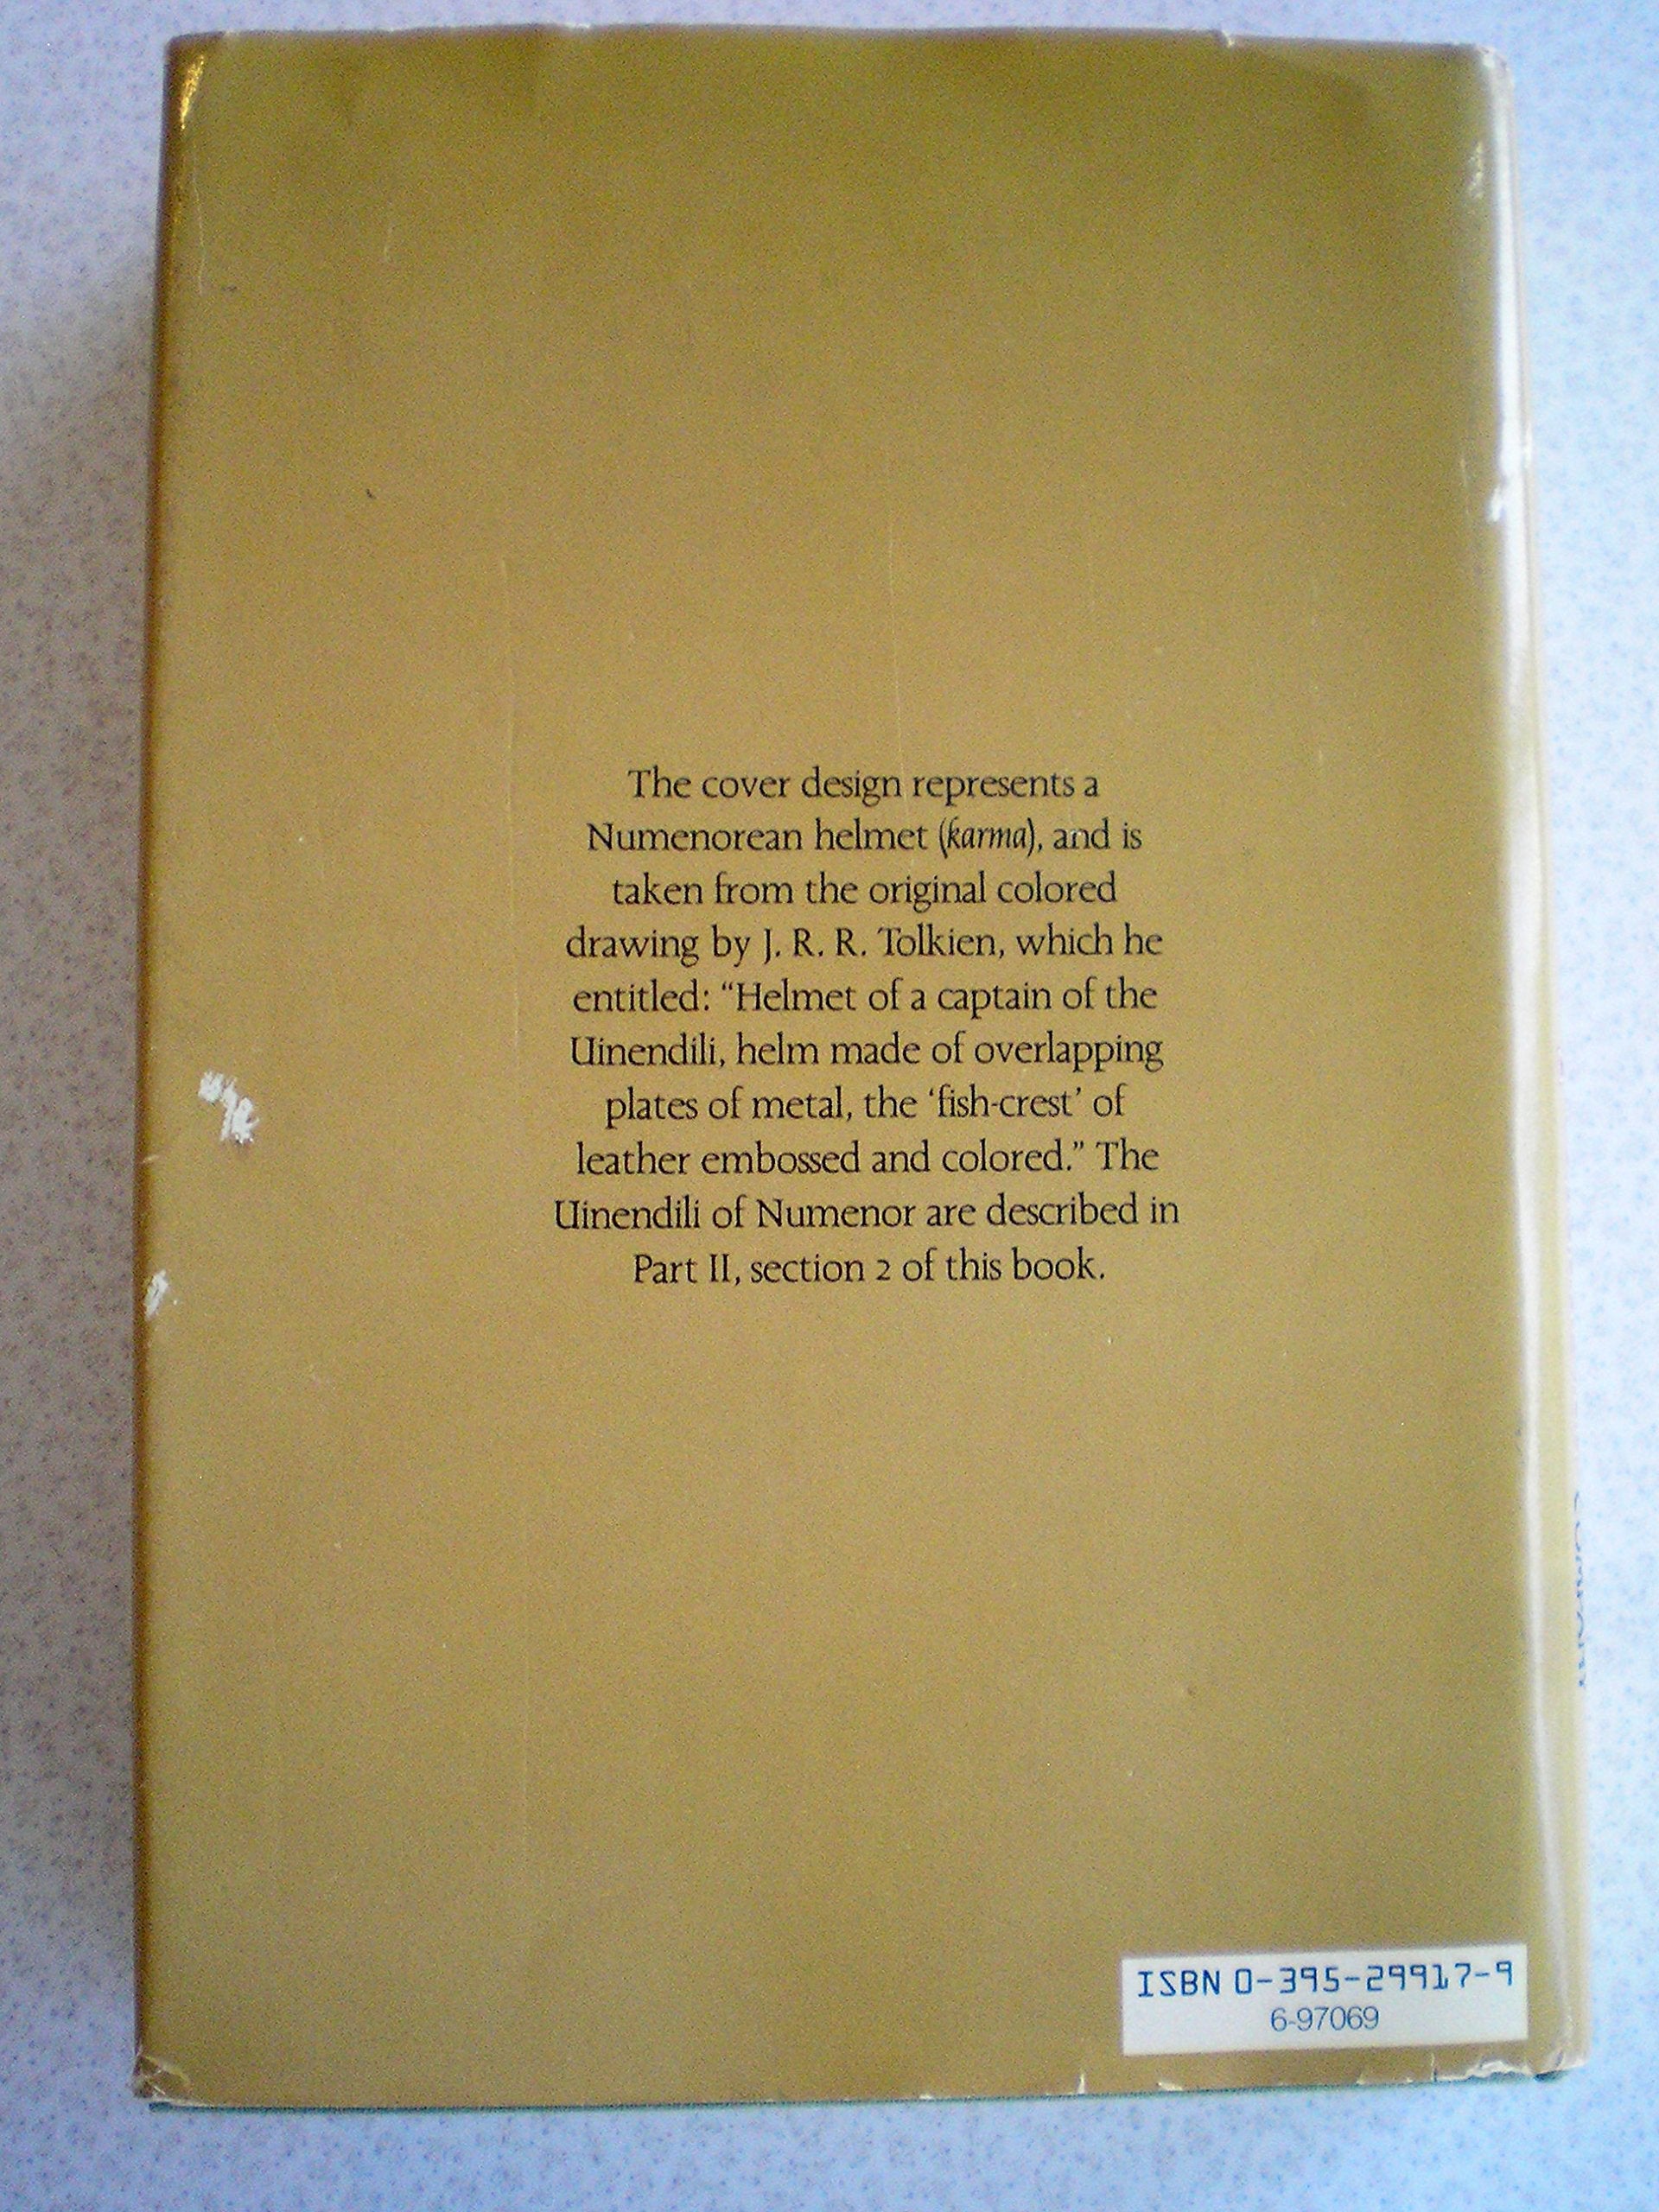 The cover design represents a
Numenorean helmet (karma), and is
taken from the original colored
drawing by J. R. R. Tolkien, which he
entitled: “Helmet of a captain of the
Uinendili, helm made of overlapping
plates of metal, the ‘fish-crest’ of
leather embossed and colored.” The
Uinendili of Numenor are described in
Part II, section 2 of this book.
ISBN 0-395-29917-9
6-97069